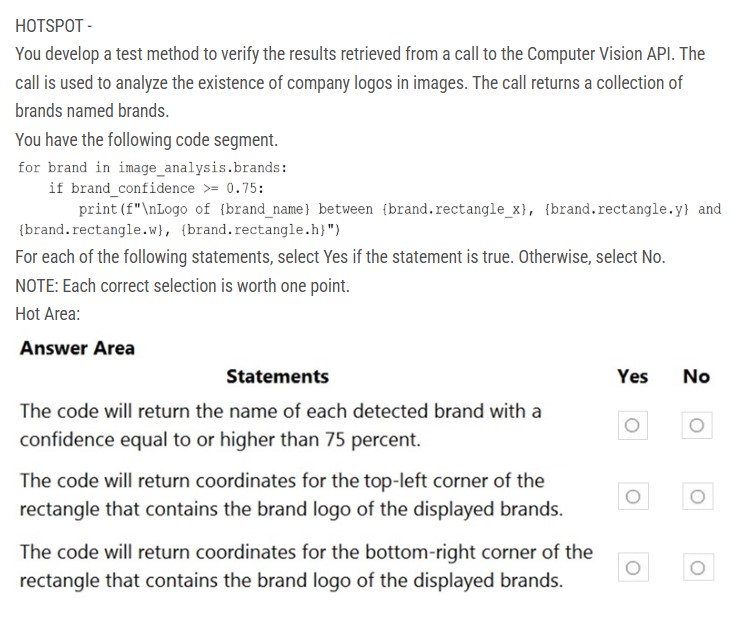 HOTSPOT -
You develop a test method to verify the results retrieved from a call to the Computer Vision API. The
call is used to analyze the existence of company logos in images. The call returns a collection of
brands named brands.
You have the following code segment.
for brand in image_analysis.brands:
    if brand_confidence >= 0.75:
        print(f"\nLogo of {brand_name} between {brand.rectangle_x}, {brand.rectangle.y} and
{brand.rectangle.w}, {brand.rectangle.h}")
For each of the following statements, select Yes if the statement is true. Otherwise, select No.
NOTE: Each correct selection is worth one point.
Hot Area:
Answer Area
Statements Yes No
The code will return the name of each detected brand with a
confidence equal to or higher than 75 percent.
The code will return coordinates for the top-left corner of the
rectangle that contains the brand logo of the displayed brands.
The code will return coordinates for the bottom-right corner of the
rectangle that contains the brand logo of the displayed brands.